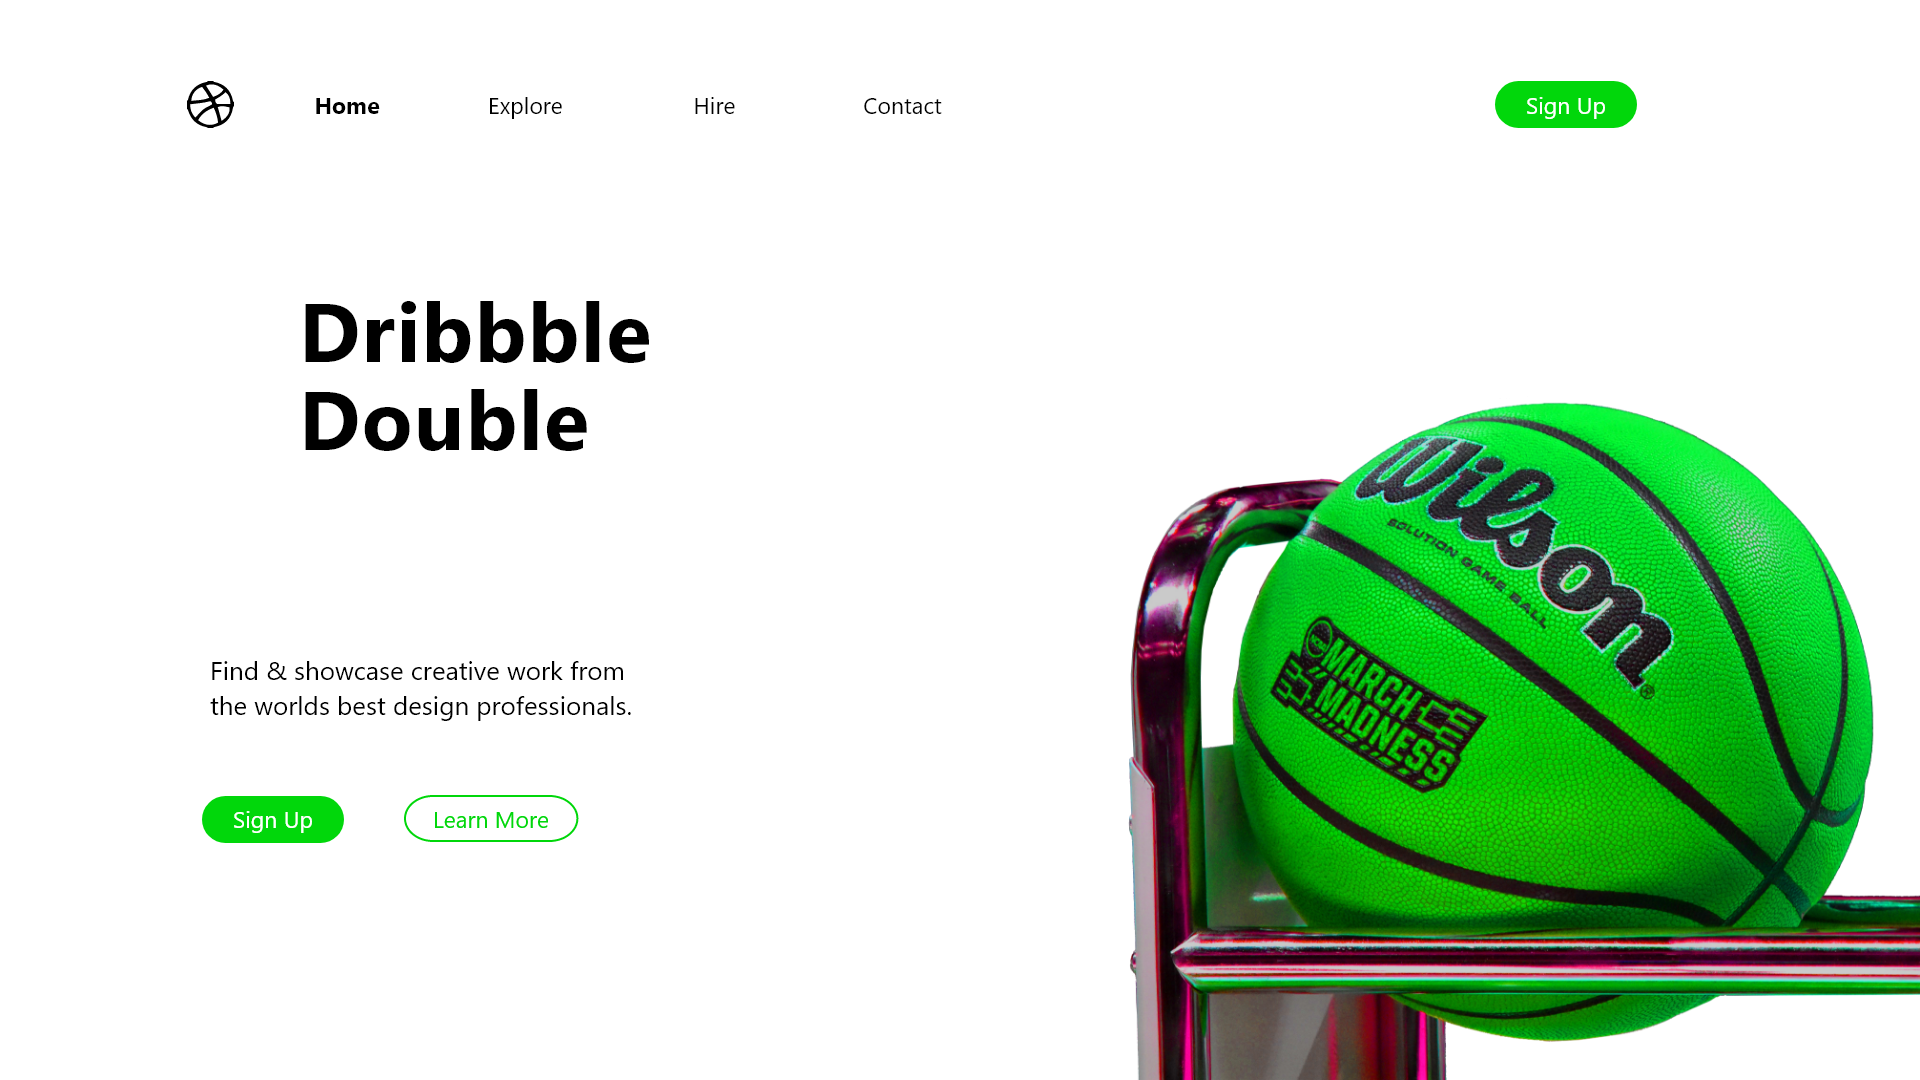 Home Explore Hire Contact Sign Up
Dribbble
Double
Find & showcase creative work from
the worlds best design professionals.
Sign Up Learn More
Wilson
SOLUTION GAME BALL
MARCH
MADNESS